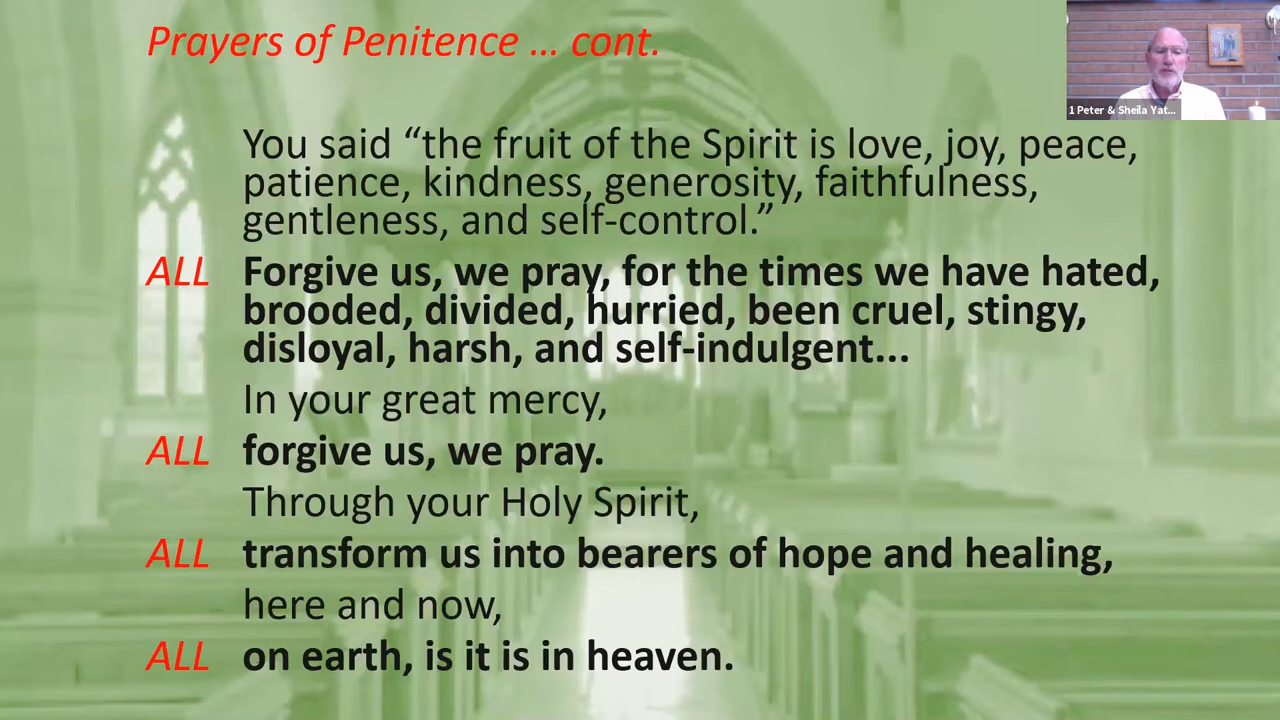 Prayers of Penitence … cont.
1 Peter & Sheila Yat...
You said “the fruit of the Spirit is love, joy, peace,
patience, kindness, generosity, faithfulness,
gentleness, and self-control.”
ALL Forgive us, we pray, for the times we have hated,
brooded, divided, hurried, been cruel, stingy,
disloyal, harsh, and self-indulgent...
In your great mercy,
ALL forgive us, we pray.
Through your Holy Spirit,
ALL transform us into bearers of hope and healing,
here and now,
ALL on earth, is it is in heaven.